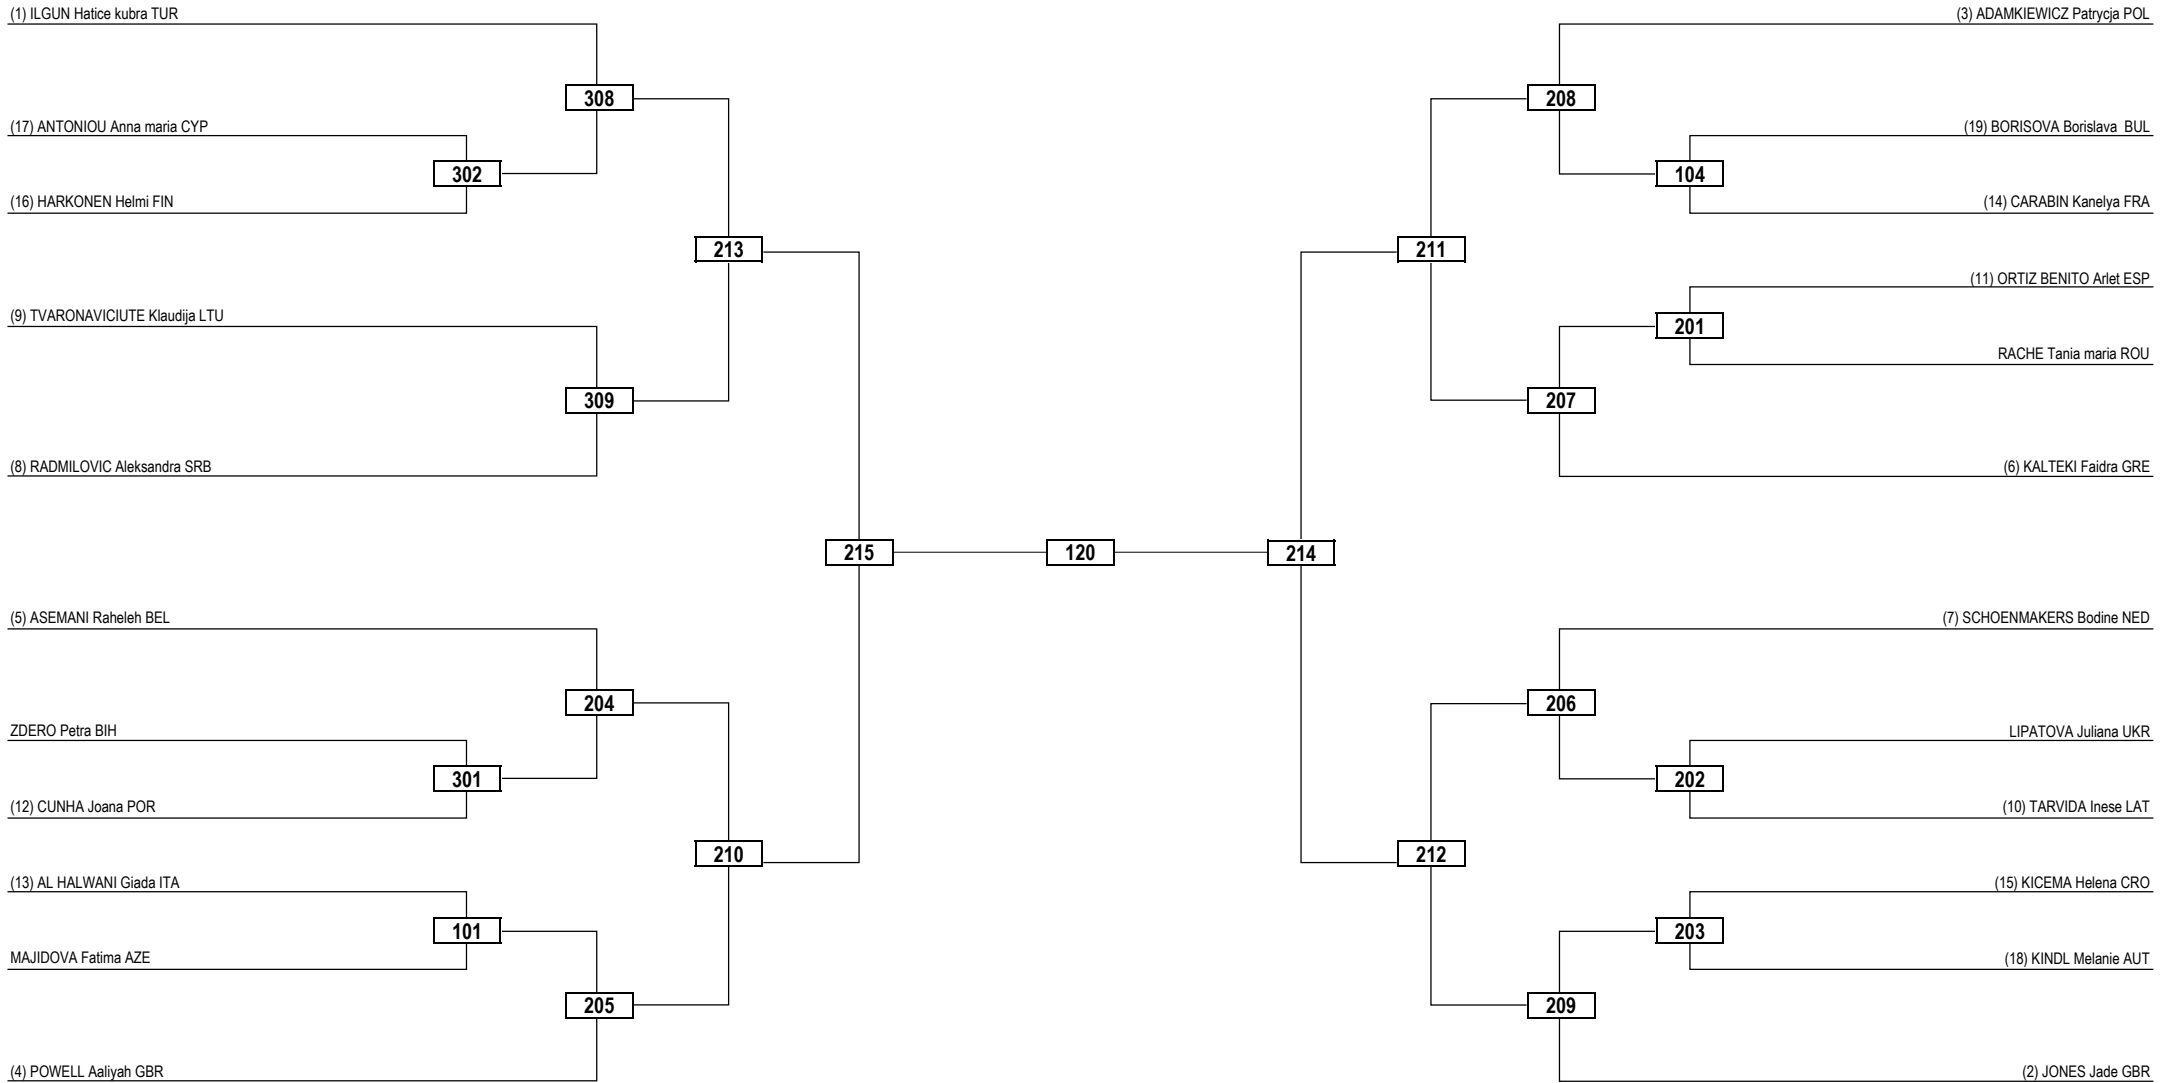 (1) ILGUN Hatice kubra TUR
(3) ADAMKIEWICZ Patrycja POL
308
208
(17) ANTONIOU Anna maria CYP
(19) BORISOVA Borislava  BUL
302
104
(16) HARKONEN Helmi FIN
(14) CARABIN Kanelya FRA
213
211
(11) ORTIZ BENITO Arlet ESP
(9) TVARONAVICIUTE Klaudija LTU
201
RACHE Tania maria ROU
309
207
(8) RADMILOVIC Aleksandra SRB
(6) KALTEKI Faidra GRE
215
120
214
(5) ASEMANI Raheleh BEL
(7) SCHOENMAKERS Bodine NED
204
206
ZDERO Petra BIH
LIPATOVA Juliana UKR
301
202
(12) CUNHA Joana POR
(10) TARVIDA Inese LAT
210
212
(13) AL HALWANI Giada ITA
(15) KICEMA Helena CRO
101
203
MAJIDOVA Fatima AZE
(18) KINDL Melanie AUT
205
209
(4) POWELL Aaliyah GBR
(2) JONES Jade GBR